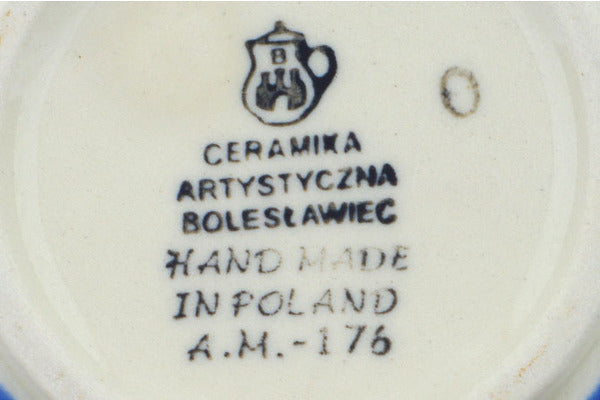 B
O
CERAMIKA
ARTYSTYCZNA
BOLESŁAWIEC
HAND MADE
IN POLAND
A.M.-176